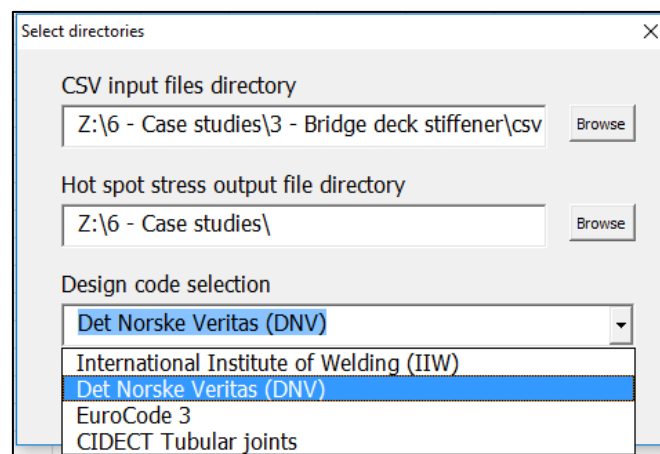 Select directories
CSV input files directory
Z:\6 - Case studies\3 - Bridge deck stiffener\csv
Browse
Hot spot stress output file directory
Z:\6 - Case studies\
Browse
Design code selection
Det Norske Veritas (DNV)
International Institute of Welding (IIW)
Det Norske Veritas (DNV)
EuroCode 3
CIDECT Tubular joints